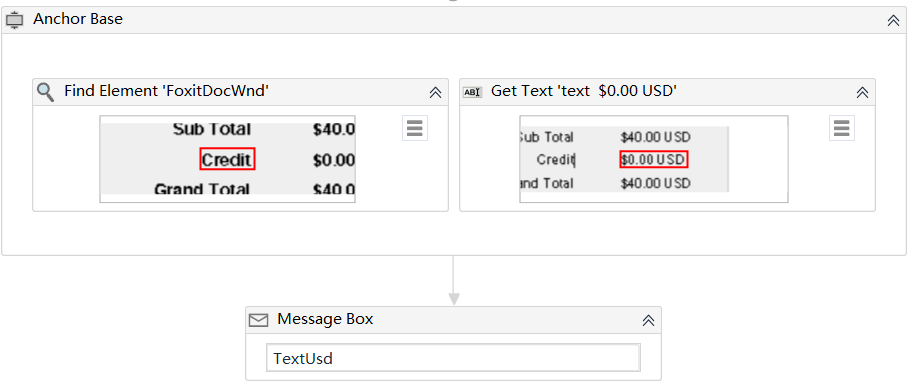 Anchor Base
Find Element 'FoxitDocWnd'
Sub Total $40.0
Credit $0.00
Grand Total $40.0
ABI Get Text 'text  $0.00 USD'
Sub Total $40.00 USD
Credit $0.00 USD
and Total $40.00 USD
Message Box
TextUsd